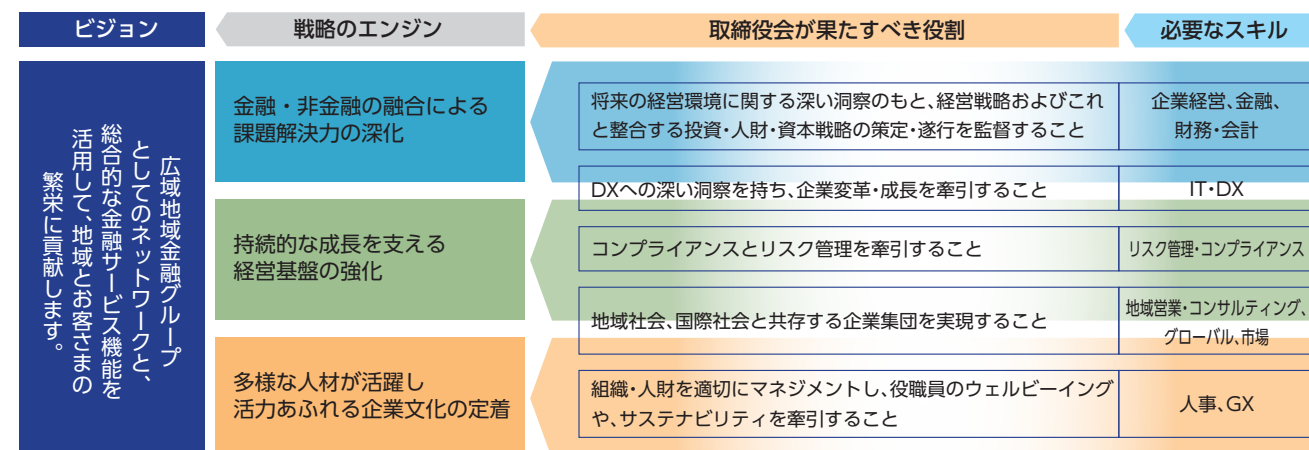 ビジョン
戦略のエンジン
取締役会が果たすべき役割
必要なスキル
広域地域金融グループ
としてのネットワークと、
総合的な金融サービス機能を
活用して、地域とお客さまの
繁栄に貢献します。
金融・非金融の融合による
課題解決力の深化
持続的な成長を支える
経営基盤の強化
多様な人材が活躍し
活力あふれる企業文化の定着
将来の経営環境に関する深い洞察のもと、経営戦略およびこれ
と整合する投資・人財・資本戦略の策定・遂行を監督すること
企業経営、金融、
財務・会計
DXへの深い洞察を持ち、企業変革・成長を牽引すること
IT・DX
コンプライアンスとリスク管理を牽引すること
リスク管理・コンプライアンス
地域社会、国際社会と共存する企業集団を実現すること
地域営業・コンサルティング、
グローバル、市場
組織・人財を適切にマネジメントし、役職員のウェルビーイング
や、サステナビリティを牽引すること
人事、GX